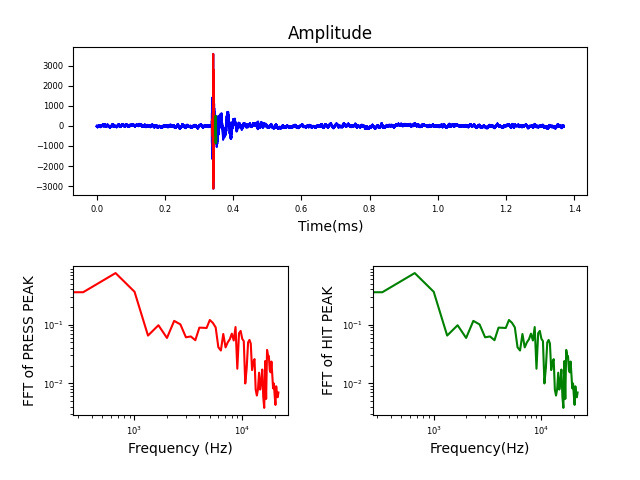 Amplitude
3000
2000
1000
0
−1000
−2000
−3000
0.0 0.2 0.4 0.6 0.8 1.0 1.2 1.4
Time(ms)
FFT of PRESS PEAK
10⁻¹
10⁻²
10³ 10⁴
Frequency (Hz)
FFT of HIT PEAK
10⁻¹
10⁻²
10³ 10⁴
Frequency(Hz)